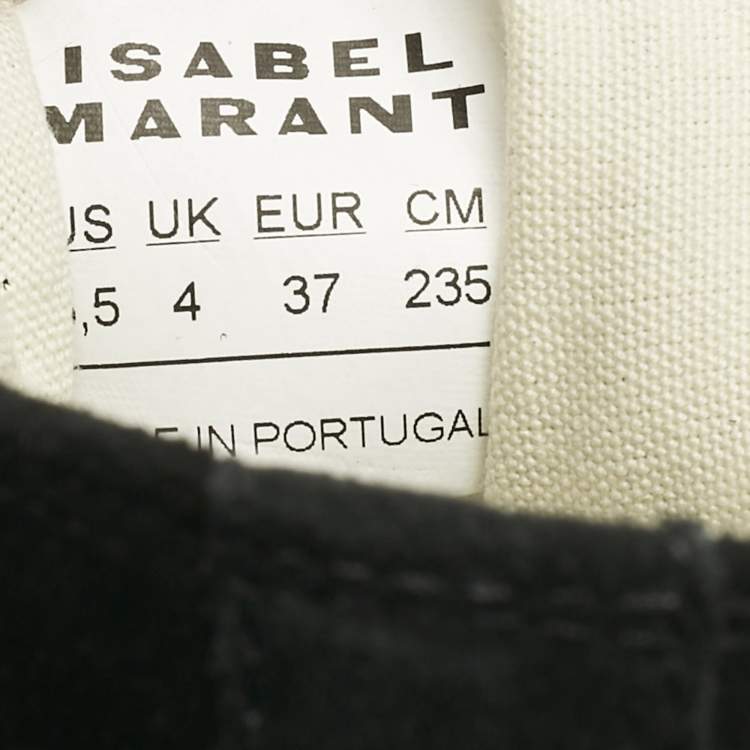 ISABEL
MARANT
US UK EUR CM
,5 4 37 235
IN PORTUGAL